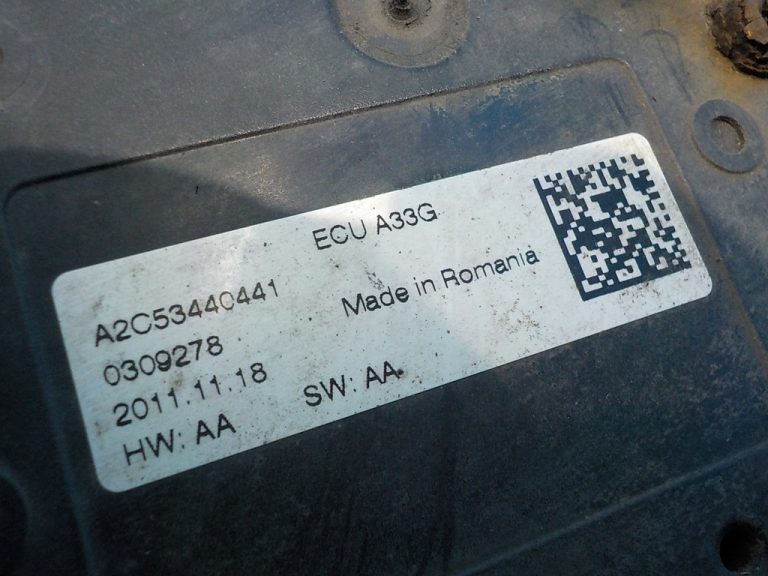 ECU A33G
A2C53440441
Made in Romania
0309278
2011.11.18
SW: AA
HW: AA